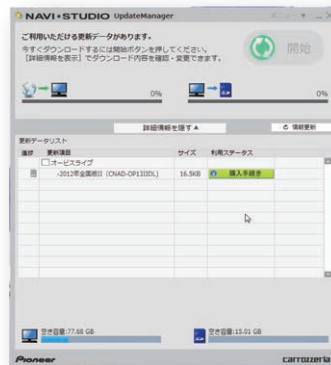 NAVI•STUDIO UpdateManager
ご利用いただける更新データがあります。
今すぐダウンロードするには開始ボタンを押してください。
［詳細情報を表示］でダウンロード内容を確認・変更できます。
開始
0%
0%
詳細情報を隠す▲
情報更新
更新データリスト
進捗 更新項目 サイズ 利用ステータス
オービスライブ
-2012年全国版II (CNAD-OP13IIDL) 16.5KB 購入手続き
空き容量:77.68 GB
空き容量:15.01 GB
Pioneer
carrozzeria